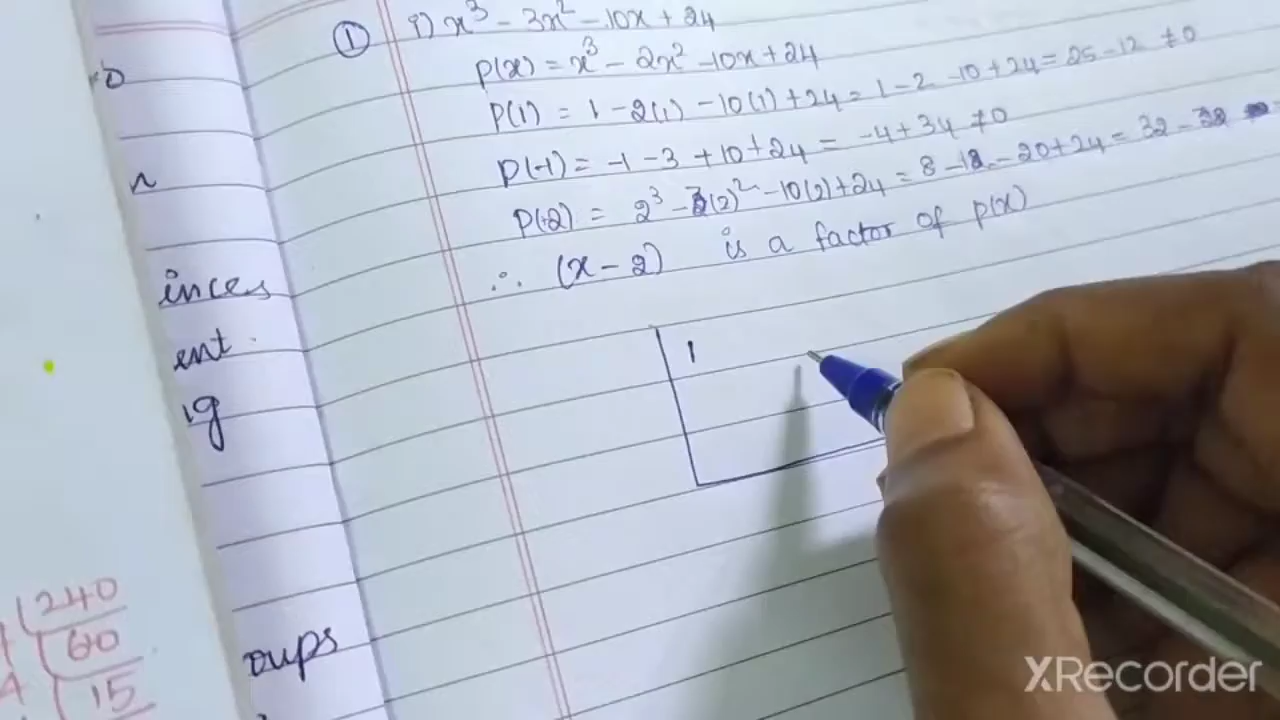 ① i) x³ - 3x² - 10x + 24
p(x) = x³ - 2x² - 10x + 24
p(1) = 1 - 2(1) - 10(1) + 24 = 1 - 2 - 10 + 24 = 25 - 12 ≠ 0
p(-1) = -1 - 3 + 10 + 24 = -4 + 34 ≠ 0
p(2) = 2³ - 3(2)² - 10(2) + 24 = 8 - 12 - 20 + 24 = 32 - 32
∴ (x - 2) is a factor of p(x)
1
inces
ent
ig
oups
240
60
4 15
XRecorder